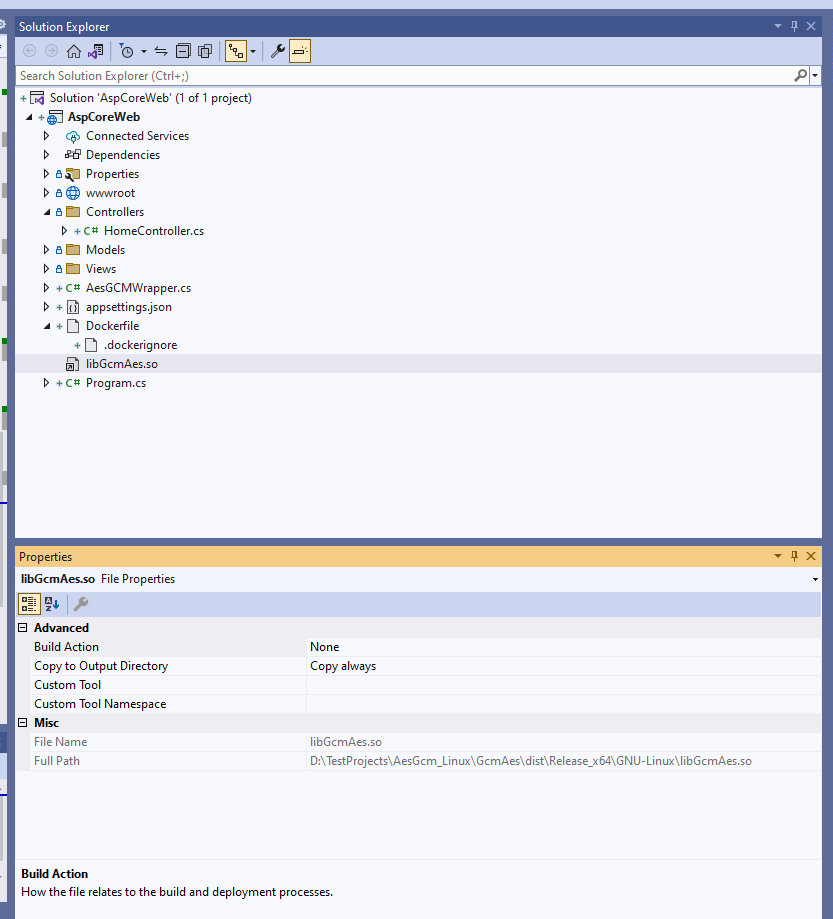 Solution Explorer
Search Solution Explorer (Ctrl+;)
Solution 'AspCoreWeb' (1 of 1 project)
AspCoreWeb
Connected Services
Dependencies
Properties
wwwroot
Controllers
C# HomeController.cs
Models
Views
C# AesGCMWrapper.cs
appsettings.json
Dockerfile
.dockerignore
libGcmAes.so
C# Program.cs
Properties
libGcmAes.so File Properties
Advanced
Build Action None
Copy to Output Directory Copy always
Custom Tool
Custom Tool Namespace
Misc
File Name libGcmAes.so
Full Path D:\TestProjects\AesGcm_Linux\GcmAes\dist\Release_x64\GNU-Linux\libGcmAes.so
Build Action
How the file relates to the build and deployment processes.